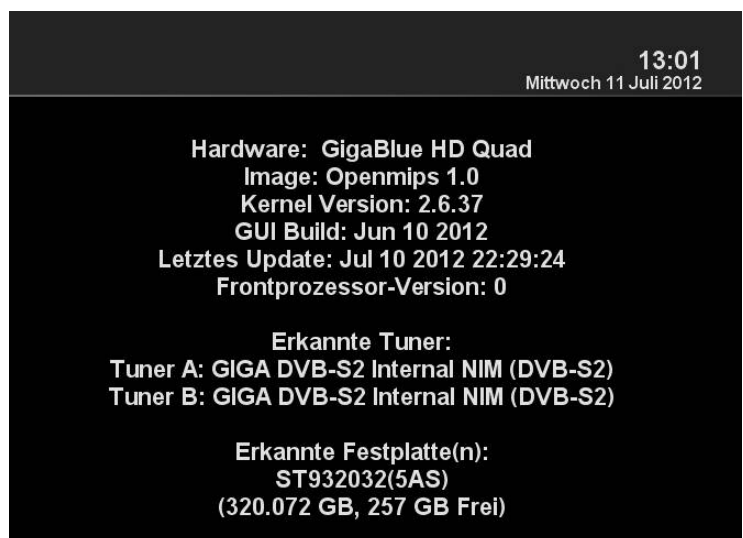 13:01
Mittwoch 11 Juli 2012
Hardware: GigaBlue HD Quad
Image: Openmips 1.0
Kernel Version: 2.6.37
GUI Build: Jun 10 2012
Letztes Update: Jul 10 2012 22:29:24
Frontprozessor-Version: 0
Erkannte Tuner:
Tuner A: GIGA DVB-S2 Internal NIM (DVB-S2)
Tuner B: GIGA DVB-S2 Internal NIM (DVB-S2)
Erkannte Festplatte(n):
ST932032(5AS)
(320.072 GB, 257 GB Frei)